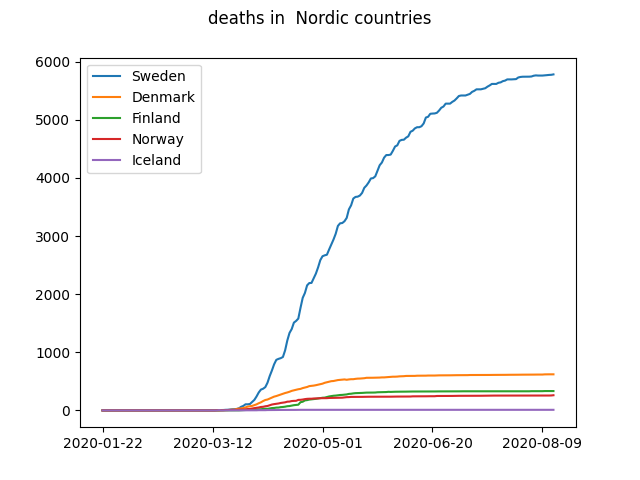 deaths in  Nordic countries
6000
5000
4000
3000
2000
1000
0
Sweden
Denmark
Finland
Norway
Iceland
2020-01-22 2020-03-12 2020-05-01 2020-06-20 2020-08-09